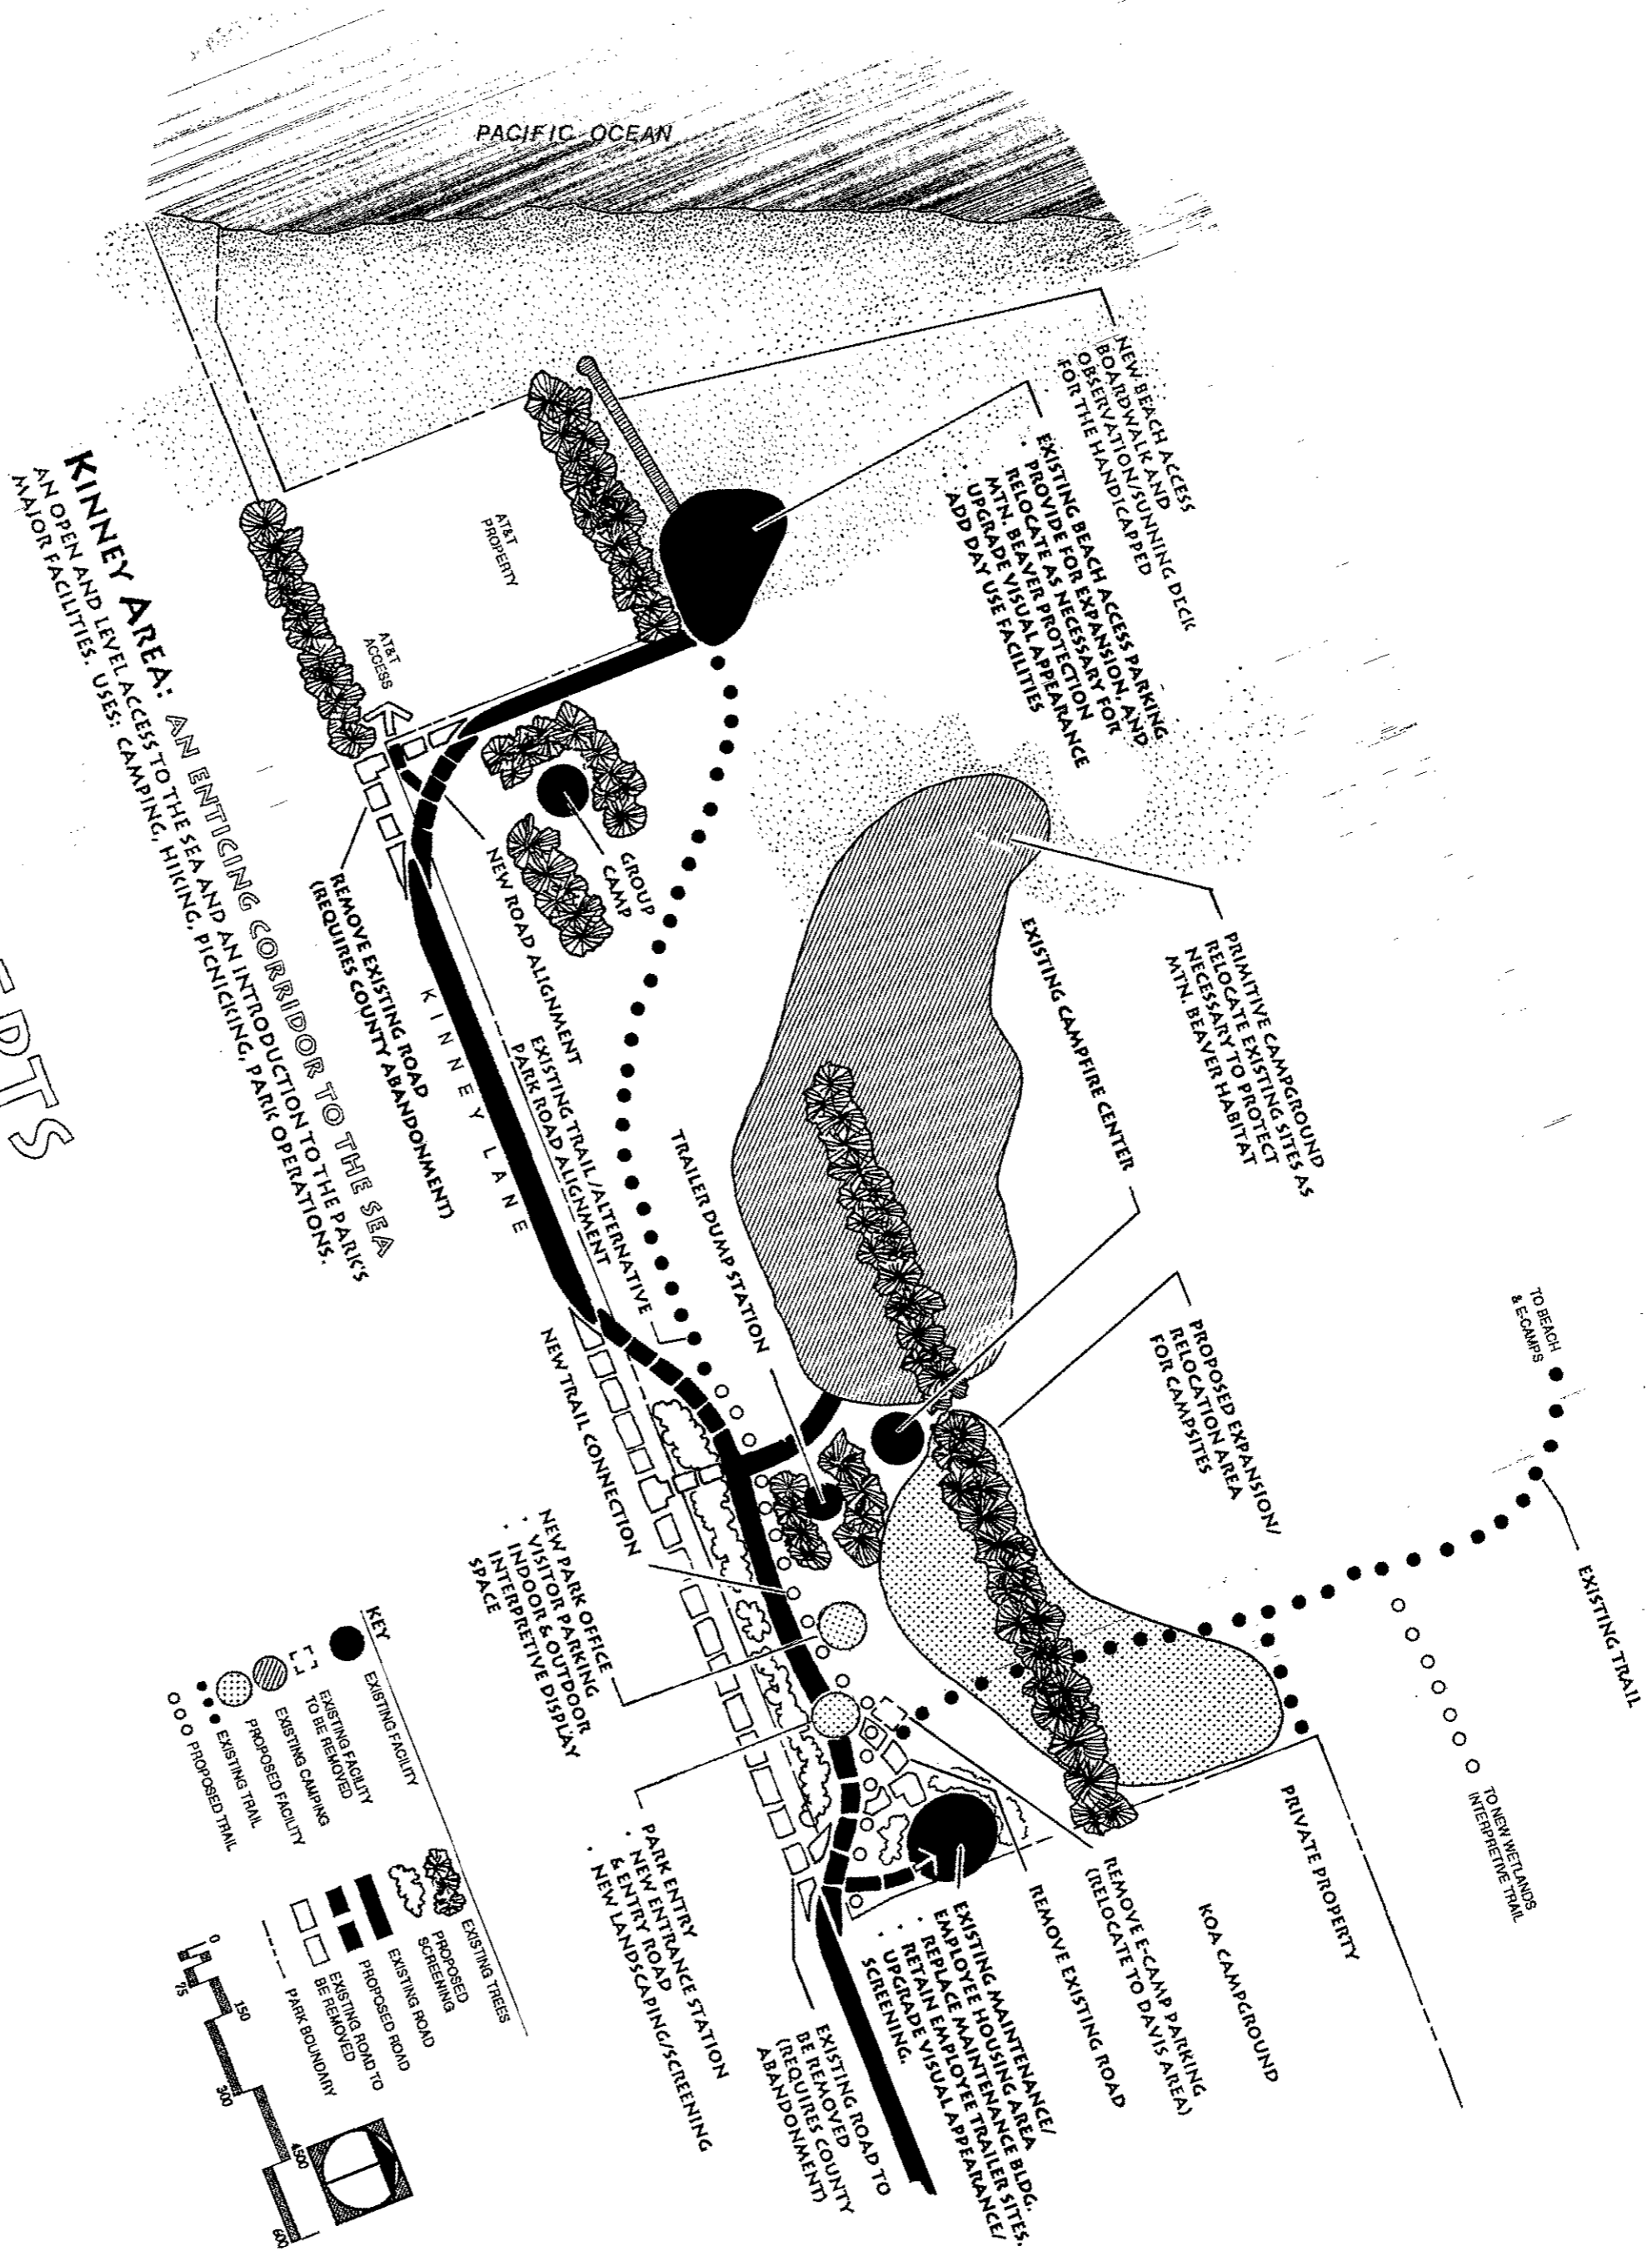 PACIFIC OCEAN
NEW BEACH ACCESS
BOARDWALK AND
OBSERVATION/SUNNING DECK
FOR THE HANDICAPPED
EXISTING BEACH ACCESS PARKING
• PROVIDE FOR EXPANSION, AND
RELOCATE AS NECESSARY FOR
MTN. BEAVER PROTECTION
• UPGRADE VISUAL APPEARANCE
• ADD DAY USE FACILITIES
AT&T
PROPERTY
AT&T
ACCESS
KINNEY AREA: AN ENTICING CORRIDOR TO THE SEA
AN OPEN AND LEVEL ACCESS TO THE SEA AND AN INTRODUCTION TO THE PARK'S
MAJOR FACILITIES. USES: CAMPING, HIKING, PICNICKING, PARK OPERATIONS.
GROUP
CAMP
NEW ROAD ALIGNMENT
REMOVE EXISTING ROAD
(REQUIRES COUNTY ABANDONMENT)
KINNEY LANE
EXISTING TRAIL/ALTERNATIVE
PARK ROAD ALIGNMENT
PRIMITIVE CAMPGROUND
RELOCATE EXISTING SITES AS
NECESSARY TO PROTECT
MTN. BEAVER HABITAT
EXISTING CAMPFIRE CENTER
TRAILER DUMP STATION
PROPOSED EXPANSION/
RELOCATION AREA
FOR CAMPSITES
TO BEACH
& E-CAMPS
EXISTING TRAIL
TO NEW WETLANDS
INTERPRETIVE TRAIL
PRIVATE PROPERTY
KOA CAMPGROUND
NEW TRAIL CONNECTION
NEW PARK OFFICE
• VISITOR PARKING
• INDOOR & OUTDOOR
INTERPRETIVE DISPLAY
SPACE
REMOVE E-CAMP PARKING
(RELOCATE TO DAVIS AREA)
REMOVE EXISTING ROAD
EXISTING MAINTENANCE/
EMPLOYEE HOUSING AREA
• REPLACE MAINTENANCE BLDG.
• RETAIN EMPLOYEE TRAILER SITES.
• UPGRADE VISUAL APPEARANCE/
SCREENING.
PARK ENTRY
• NEW ENTRANCE STATION
& ENTRY ROAD
• NEW LANDSCAPING/SCREENING
EXISTING ROAD TO
BE REMOVED
(REQUIRES COUNTY
ABANDONMENT)
KEY
EXISTING FACILITY
EXISTING FACILITY
TO BE REMOVED
EXISTING CAMPING
PROPOSED FACILITY
EXISTING TRAIL
PROPOSED TRAIL
EXISTING TREES
PROPOSED
SCREENING
EXISTING ROAD
PROPOSED ROAD
EXISTING ROAD TO
BE REMOVED
PARK BOUNDARY
0 75 150 300 4500 600